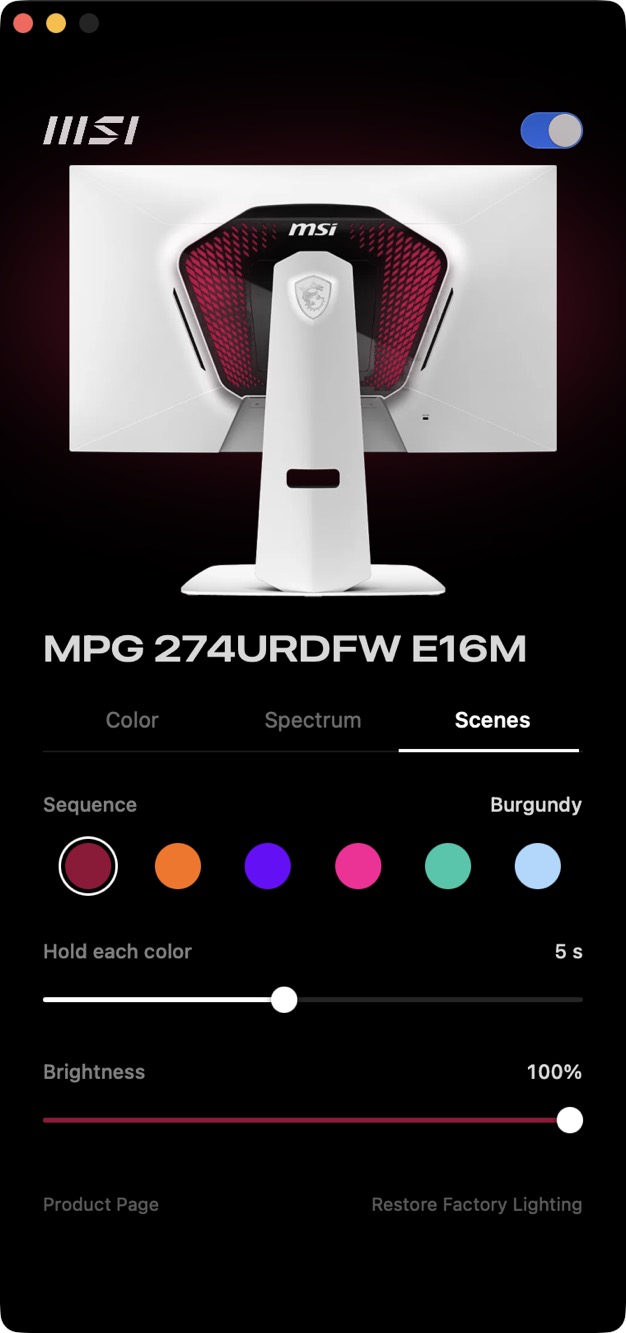 MSI
msi
MPG 274URDFW E16M
Color Spectrum Scenes
Sequence Burgundy
Hold each color 5 s
Brightness 100%
Product Page Restore Factory Lighting